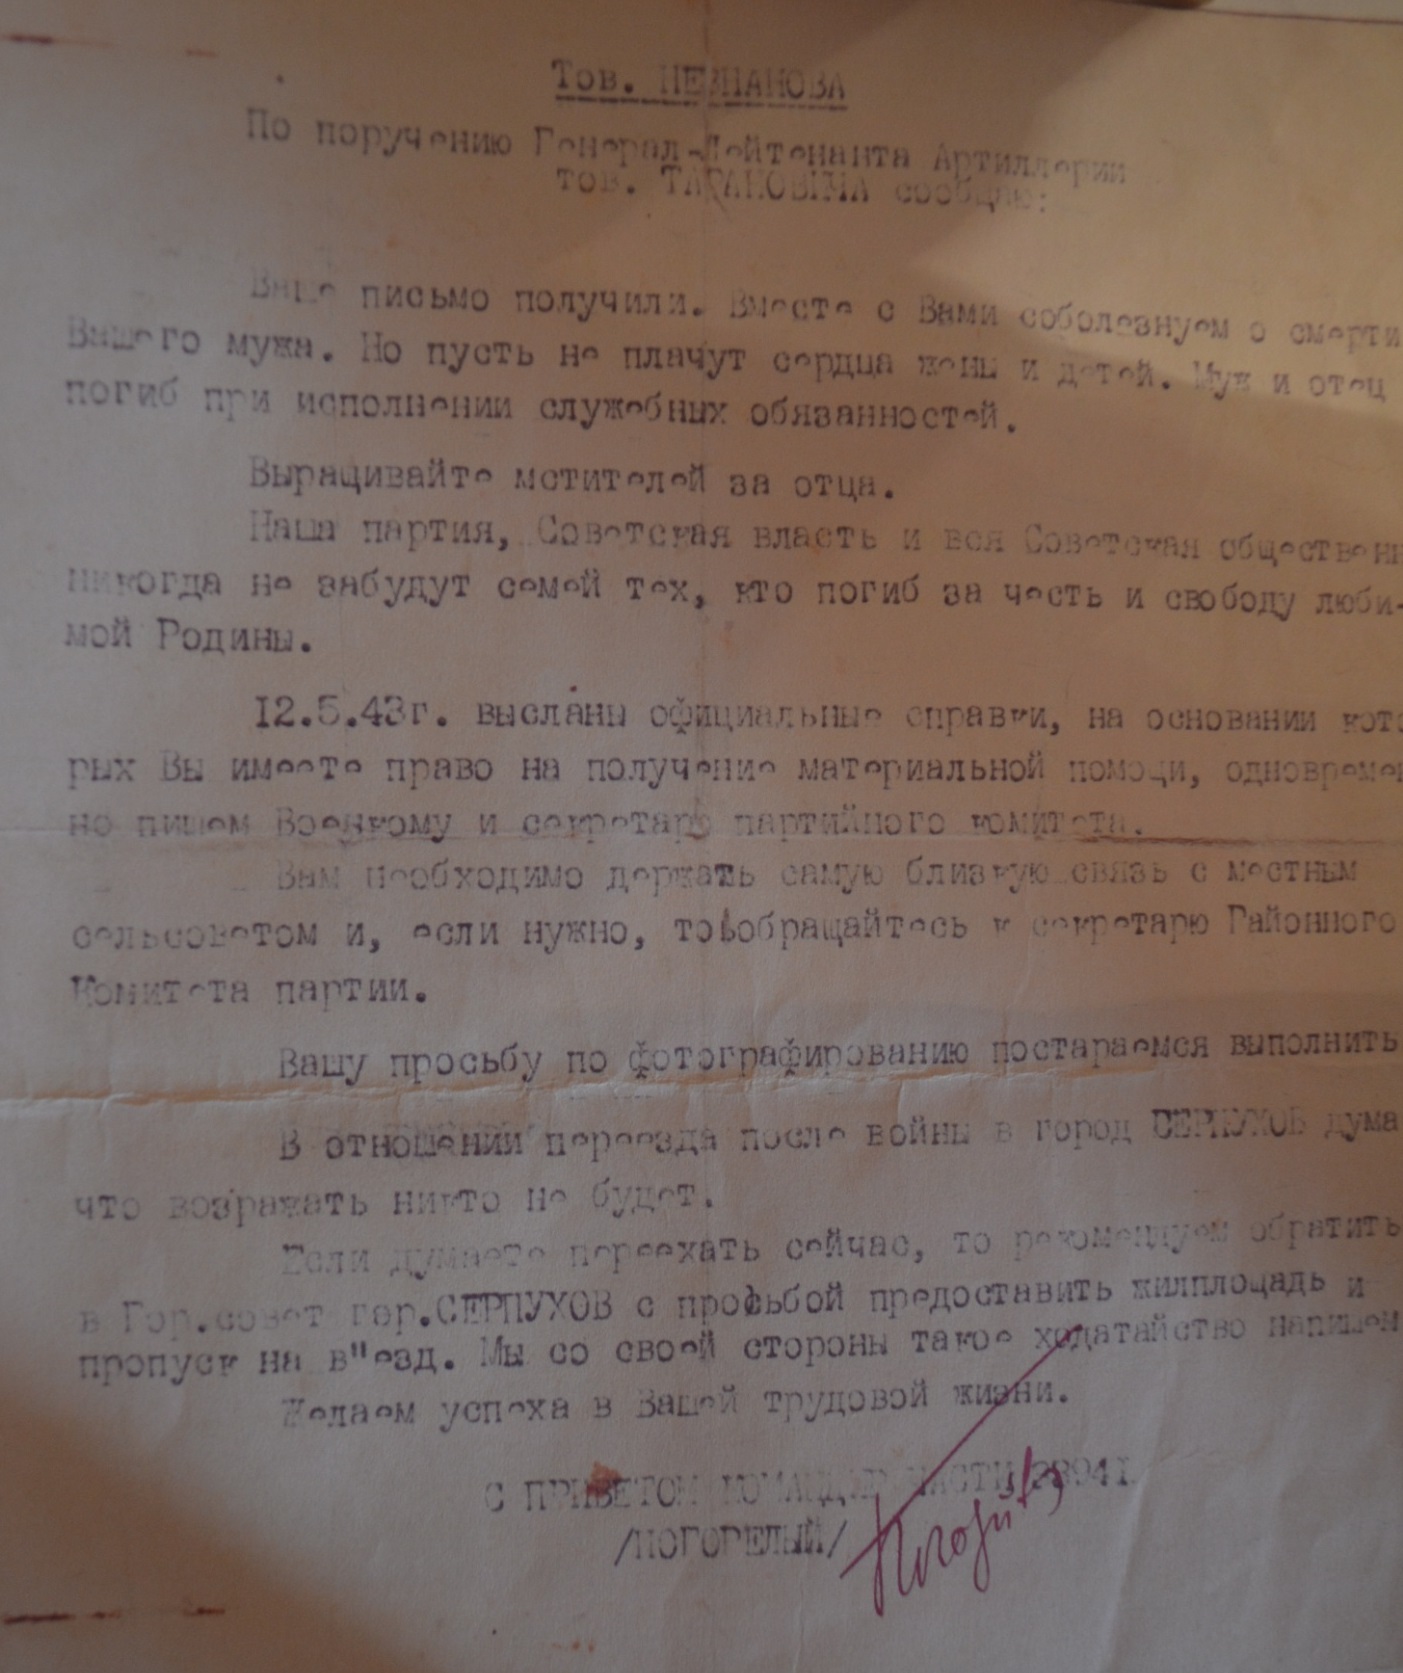 Тов. НЕЗНАНОВА
По поручению Генерал-Лейтенанта Артиллерии
тов. сообщаю:
Ваше письмо получили. Вместе с Вами соболезнуем о смерти
Вашего мужа. Но пусть не плачут сердца жены и детей. Муж и отец
погиб при исполнении служебных обязанностей.
Выращивайте мстителей за отца.
Наша партия, Советская власть и вся Советская общественн
никогда не забудут семей тех, кто погиб за честь и свободу люби-
мой Родины.
12.5.43г. высланы официальные справки, на основании кото
рых Вы имеете право на получение материальной помощи, одновремен
но пишем Военкому и секретарю партийного комитета.
Вам необходимо держать самую близкую связь с местным
сельсоветом и, если нужно, то обращайтесь к секретарю Районного
Комитета партии.
Вашу просьбу по фотографированию постараемся выполнить
В отношении переезда после войны в город СЕРПУХОВ дума
что возражать никто не будет.
Если думаете переехать сейчас, то рекомендуем обратить
в Гор.совет гор.СЕРПУХОВ с просьбой предоставить жилплощадь и
пропуск на в"езд. Мы со своей стороны такое ходатайство напишем
Желаем успеха в Вашей трудовой жизни.
С ПРИВЕТОМ КОМАНДИР ЧАСТИ
/ПОГОРЕЛЫЙ/